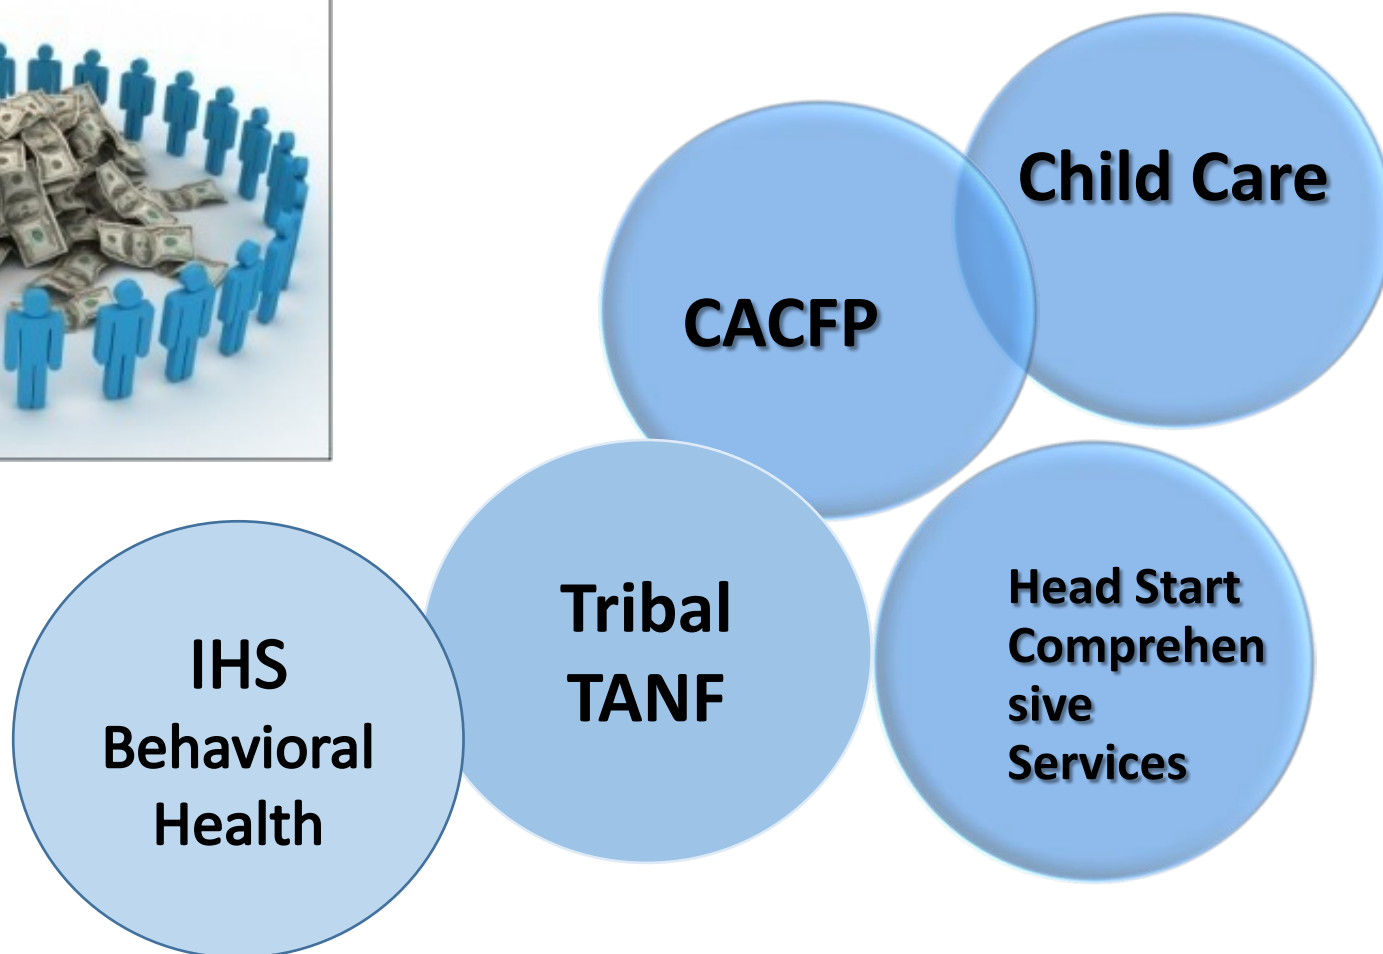 Child Care
CACFP
Tribal
TANF
Head Start
Comprehen
sive
Services
IHS
Behavioral
Health